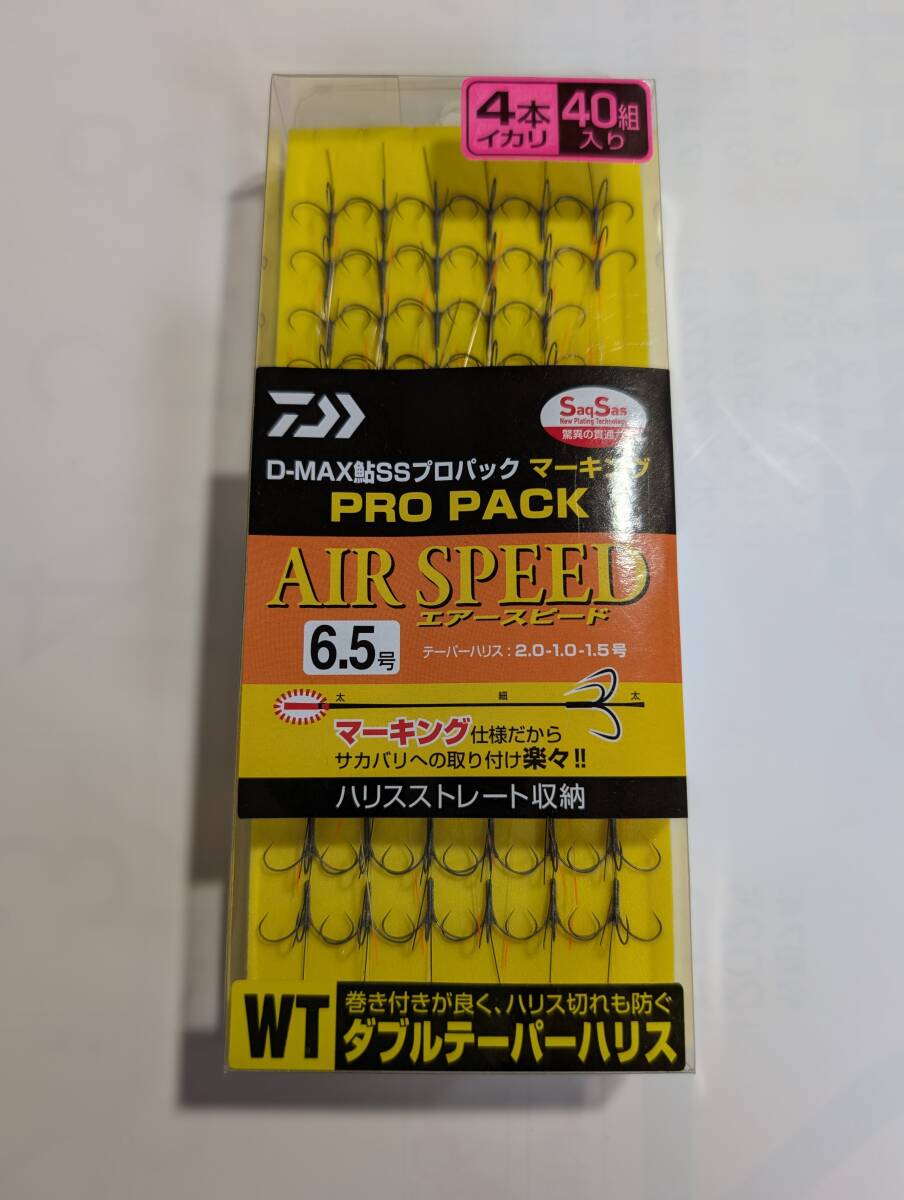 4本 40組
イカリ 入り
SaqSas
New Plating Technology
驚異の貫通力
D-MAX鮎SSプロパック マーキング
PRO PACK
AIR SPEED
エアースピード
6.5号 テーパーハリス：2.0-1.0-1.5号
太 細 太
マーキング仕様だから
サカバリへの取り付け楽々!!
ハリスストレート収納
WT 巻き付きが良く、ハリス切れも防ぐ
ダブルテーパーハリス